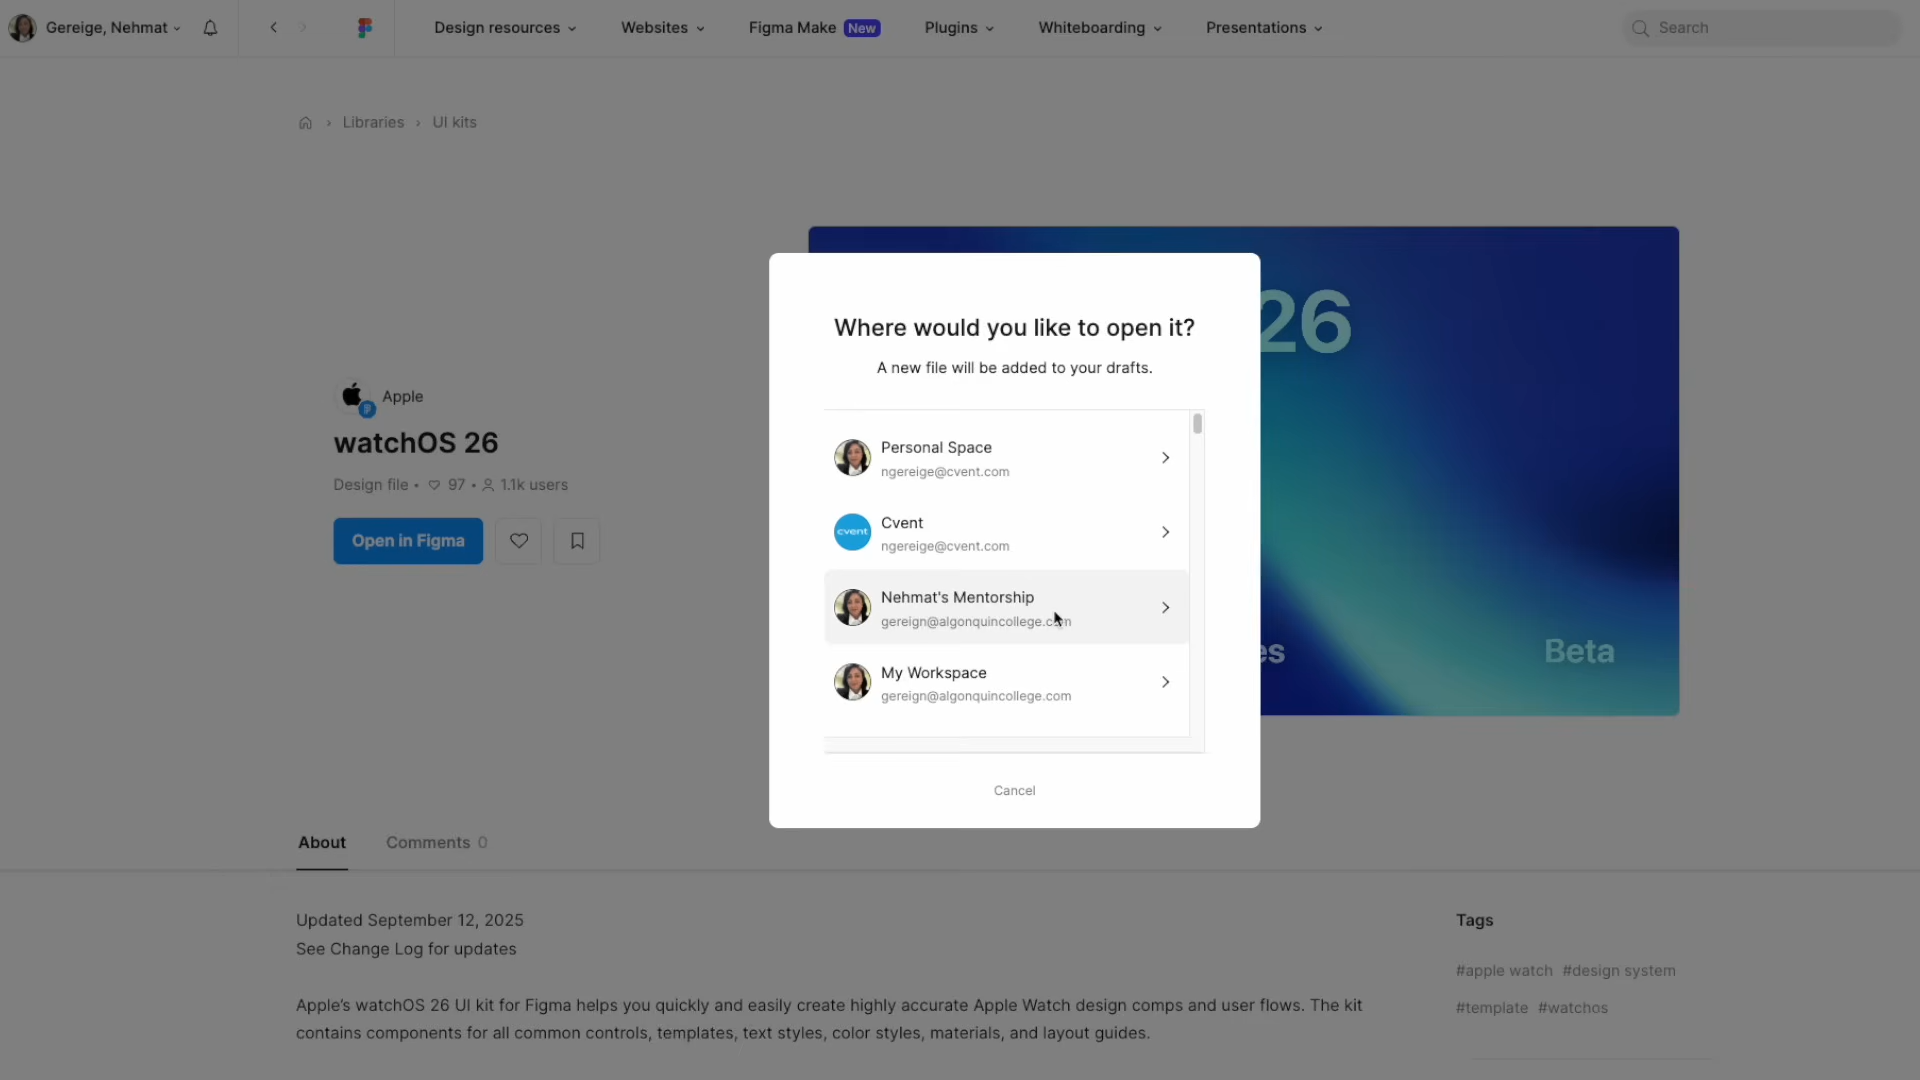 Gereige, Nehmat
Design resources
Websites
Figma Make New
Plugins
Whiteboarding
Presentations
Search
Libraries › UI kits
26
Where would you like to open it?
A new file will be added to your drafts.
Personal Space
ngereige@cvent.com
cvent
Cvent
ngereige@cvent.com
Nehmat's Mentorship
gereign@algonquincollege.com
My Workspace
gereign@algonquincollege.com
Cancel
es
Beta
Apple
watchOS 26
Design file • 97 • 1.1k users
Open in Figma
About
Comments 0
Updated September 12, 2025
See Change Log for updates
Apple’s watchOS 26 UI kit for Figma helps you quickly and easily create highly accurate Apple Watch design comps and user flows. The kit
contains components for all common controls, templates, text styles, color styles, materials, and layout guides.
Tags
#apple watch #design system
#template #watchos